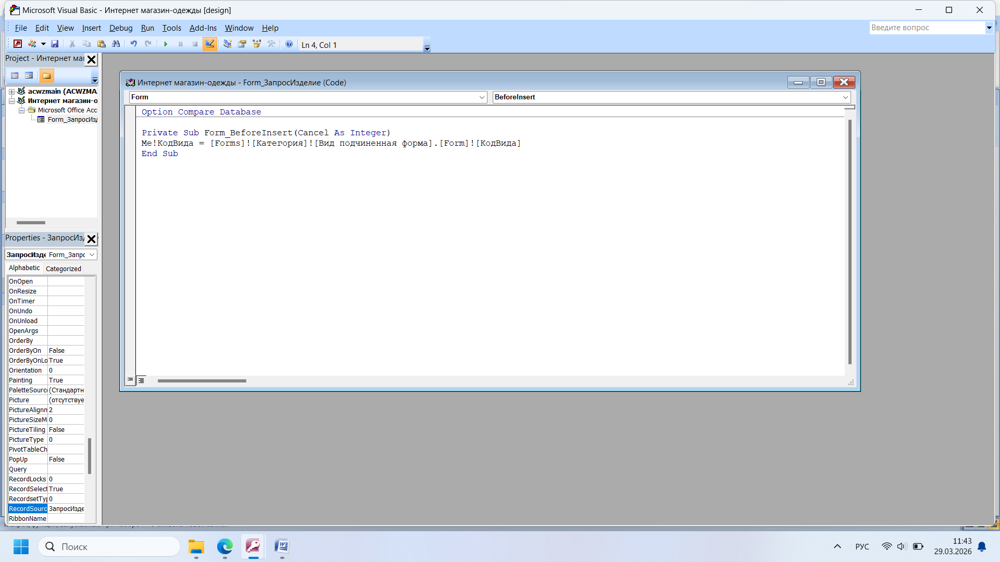 Microsoft Visual Basic - Интернет магазин-одежды [design]
File Edit View Insert Debug Run Tools Add-Ins Window Help
Введите вопрос
Ln 4, Col 1
Project - Интернет маг
acwzmain (ACWZMA
Интернет магазин-о
Microsoft Office Acc
Form_ЗапросИзд
Интернет магазин-одежды - Form_ЗапросИзделие (Code)
Form
BeforeInsert
Option Compare Database
Private Sub Form_BeforeInsert(Cancel As Integer)
Me!КодВида = [Forms]![Категория]![Вид подчиненная форма].[Form]![КодВида]
End Sub
Properties - ЗапросИзд
ЗапросИзде Form_Запрс
Alphabetic Categorized
OnOpen
OnResize
OnTimer
OnUndo
OnUnload
OpenArgs
OrderBy
OrderByOn False
OrderByOnLo True
Orientation 0
Painting True
PaletteSourc (Стандартн
Picture (отсутствуе
PictureAlignn 2
PictureSizeM 0
PictureTiling False
PictureType 0
PivotTableCh
PopUp False
Query
RecordLocks 0
RecordSelect True
RecordsetTyp 0
RecordSourc ЗапросИзде
RibbonName
Поиск
РУС
11:43
29.03.2026